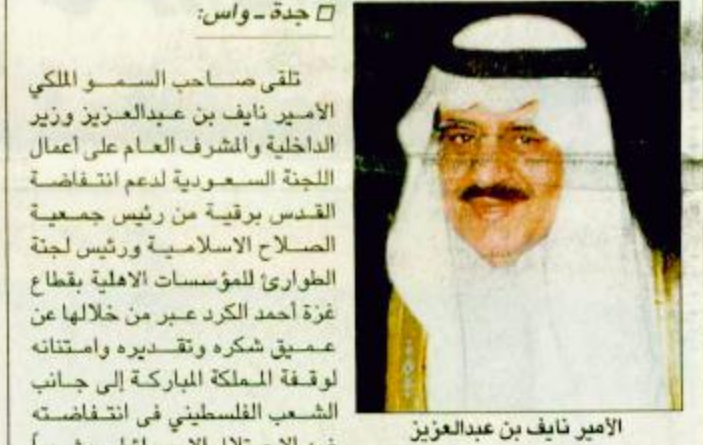 □ جدة ـ واس:
تلقى صاحب السمو الملكي
الأمير نايف بن عبدالعزيز وزير
الداخلية والمشرف العام على أعمال
اللجنة السعودية لدعم انتفاضة
القدس برقية من رئيس جمعية
الصلاح الاسلامية ورئيس لجنة
الطوارئ للمؤسسات الاهلية بقطاع
غزة أحمد الكرد عبر من خلالها عن
عميق شكره وتقديره وامتنانه
لوقفة المملكة المباركة إلى جانب
الشعب الفلسطيني في انتفاضته
الأمير نايف بن عبدالعزيز